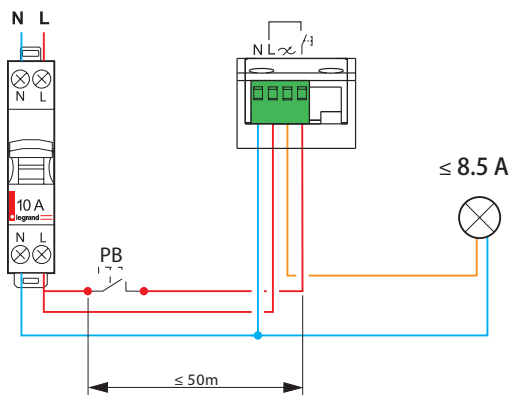 N L
N L
N L
10 A
legrand
N L
PB
N L
≤ 8.5 A
≤ 50m